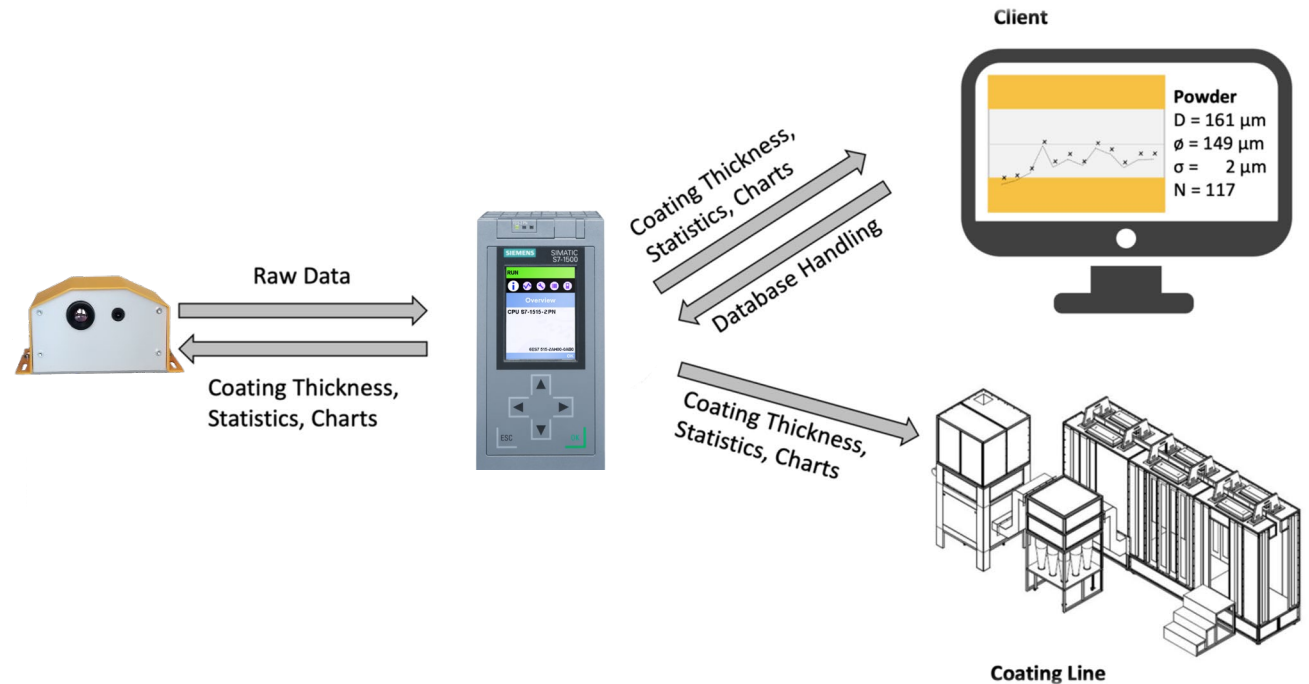 Client
Powder
D = 161 µm
ø = 149 µm
σ = 2 µm
N = 117
Coating Thickness,
Statistics, Charts
Database Handling
Raw Data
Coating Thickness,
Statistics, Charts
SIEMENS
SIMATIC
S7-1500
RUN
Overview
CPU S7-1515-2 PN
OK
ESC
OK
Coating Thickness,
Statistics, Charts
Coating Line